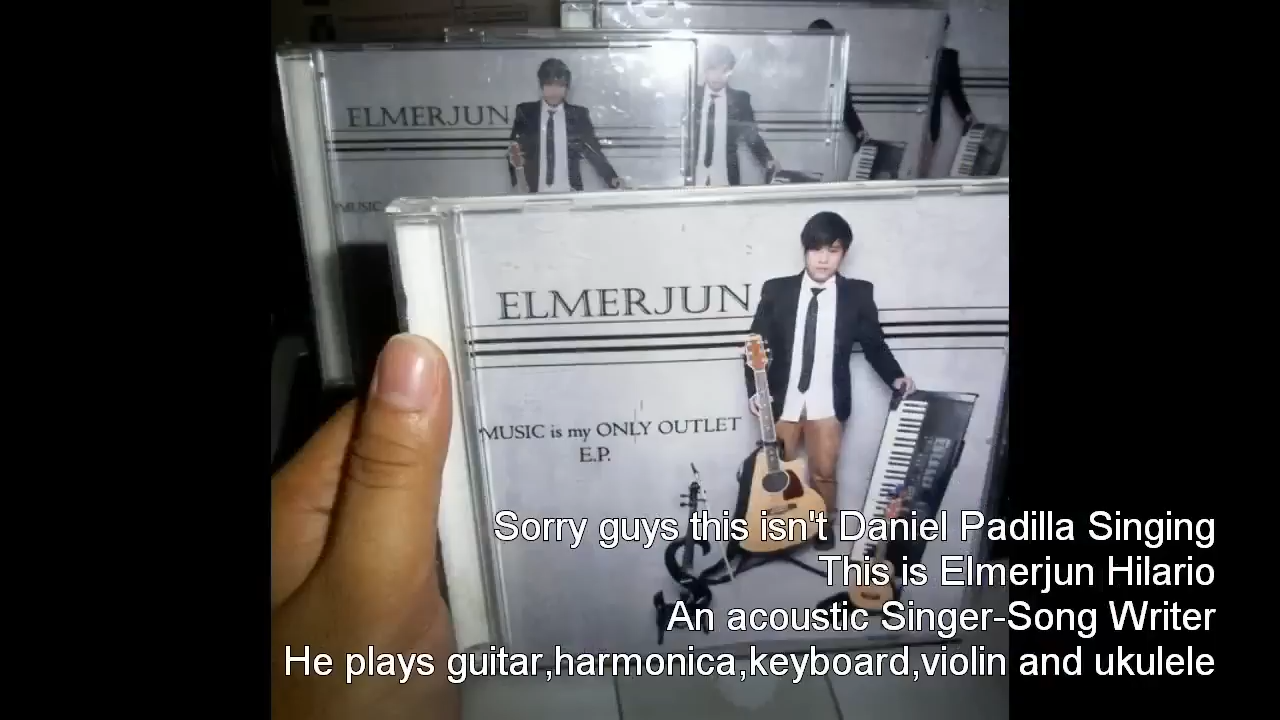 ELMERJUN
MUSIC
ELMERJUN
MUSIC is my ONLY OUTLET
E.P.
Sorry guys this isn't Daniel Padilla Singing
This is Elmerjun Hilario
An acoustic Singer-Song Writer
He plays guitar,harmonica,keyboard,violin and ukulele